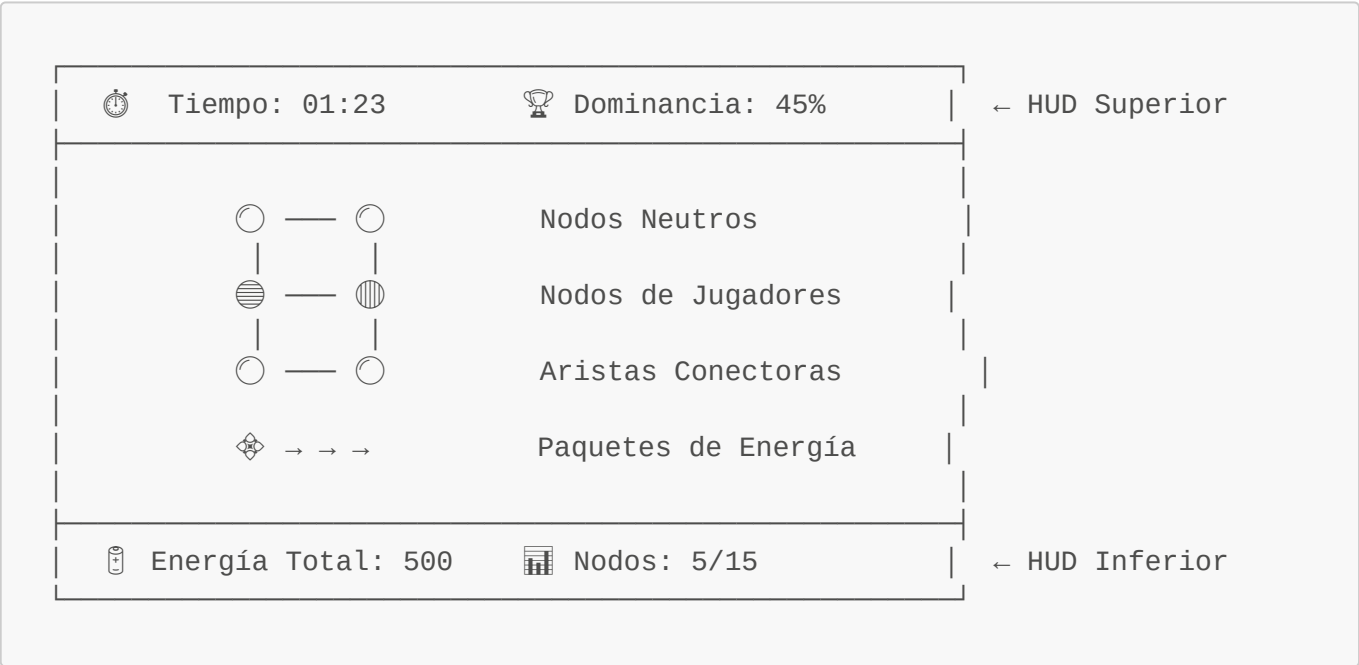 ⏱ Tiempo: 01:23 🏆 Dominancia: 45% ← HUD Superior
Nodos Neutros
Nodos de Jugadores
Aristas Conectoras
→ → → Paquetes de Energía
🔋 Energía Total: 500 📊 Nodos: 5/15 ← HUD Inferior